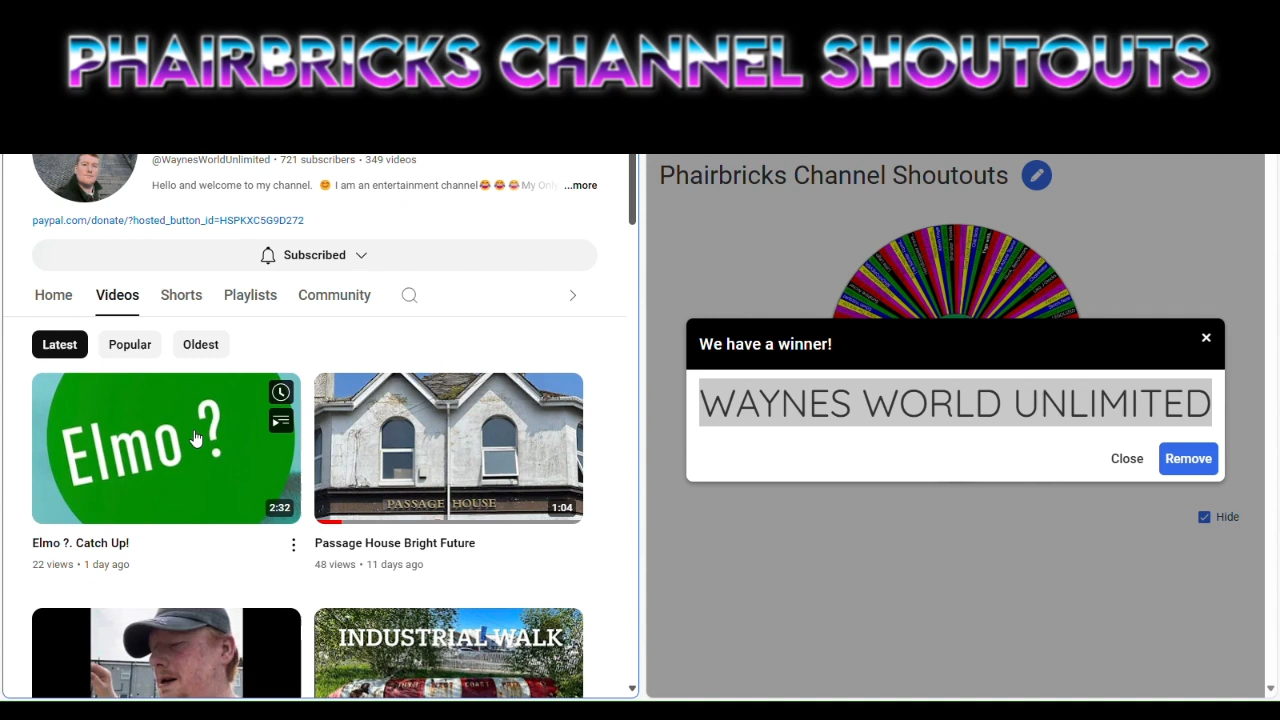 PHAIRBRICKS CHANNEL SHOUTOUTS
@WaynesWorldUnlimited • 721 subscribers • 349 videos
Hello and welcome to my channel. 😊 I am an entertainment channel😂😂😂My Only ...more
paypal.com/donate/?hosted_button_id=HSPKXC5G9D272
Subscribed
Home Videos Shorts Playlists Community
Latest Popular Oldest
Elmo ?
2:32
PASSAGE HOUSE
1:04
Elmo ?. Catch Up!
22 views • 1 day ago
Passage House Bright Future
48 views • 11 days ago
INDUSTRIAL WALK
Phairbricks Channel Shoutouts
We have a winner!
WAYNES WORLD UNLIMITED
Close Remove
Hide